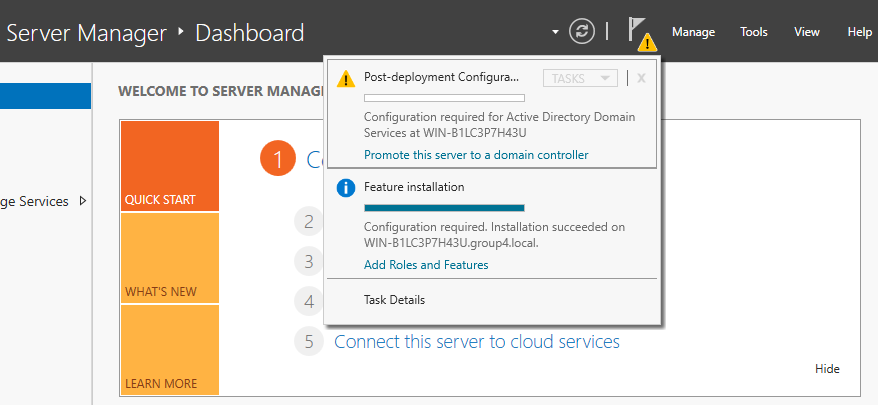 Server Manager ‣ Dashboard
Manage Tools View Help
WELCOME TO SERVER MANAG
ge Services
QUICK START
WHAT'S NEW
LEARN MORE
1
2
3
4
5 Connect this server to cloud services
Hide
Post-deployment Configura... TASKS x
Configuration required for Active Directory Domain
Services at WIN-B1LC3P7H43U
Promote this server to a domain controller
Feature installation
Configuration required. Installation succeeded on
WIN-B1LC3P7H43U.group4.local.
Add Roles and Features
Task Details